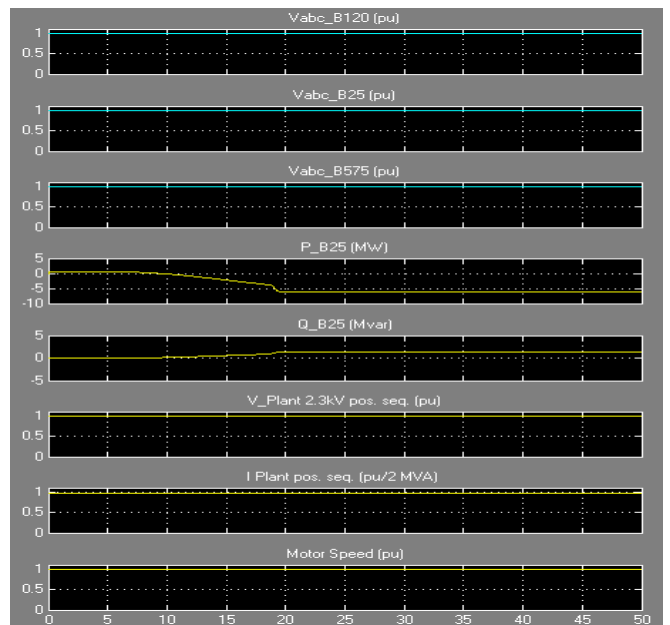 Vabc_B120 (pu)
1
0.5
0
Vabc_B25 (pu)
1
0.5
0
Vabc_B575 (pu)
1
0.5
0
P_B25 (MW)
5
0
-5
-10
Q_B25 (Mvar)
5
0
-5
V_Plant 2.3kV pos. seq. (pu)
1
0.5
0
I Plant pos. seq. (pu/2 MVA)
1
0.5
0
Motor Speed (pu)
1
0.5
0
0 5 10 15 20 25 30 35 40 45 50